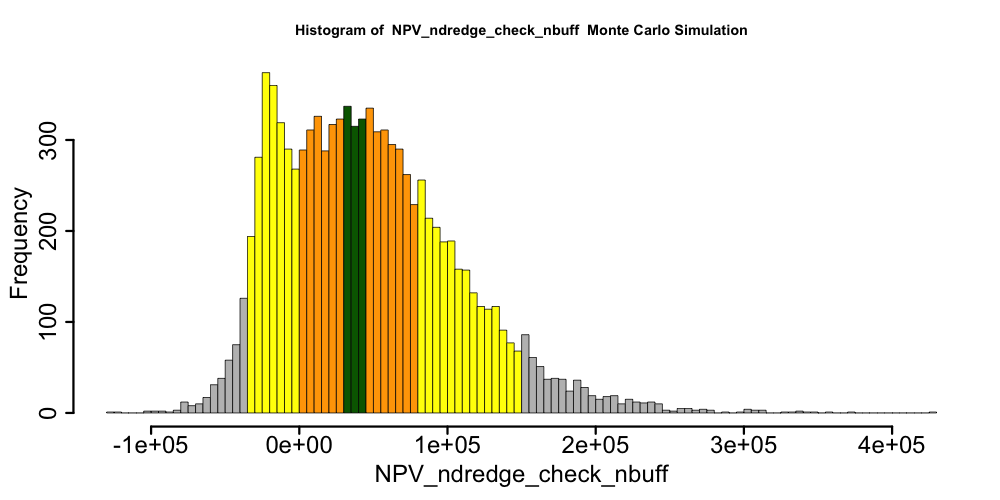 Histogram of  NPV_ndredge_check_nbuff  Monte Carlo Simulation
Frequency
300
200
100
0
-1e+05 0e+00 1e+05 2e+05 3e+05 4e+05
NPV_ndredge_check_nbuff